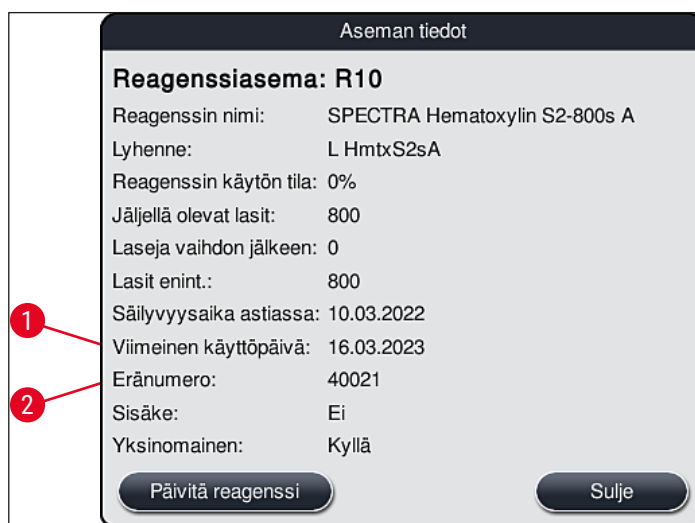 Aseman tiedot
Reagenssiasema: R10
Reagenssin nimi: SPECTRA Hematoxylin S2-800s A
Lyhenne: L HmtxS2sA
Reagenssin käytön tila: 0%
Jäljellä olevat lasit: 800
Laseja vaihdon jälkeen: 0
Lasit enint.: 800
Säilyvyysaika astiassa: 10.03.2022
1
Viimeinen käyttöpäivä: 16.03.2023
Eränumero: 40021
2
Sisäke: Ei
Yksinomainen: Kyllä
Päivitä reagenssi Sulje